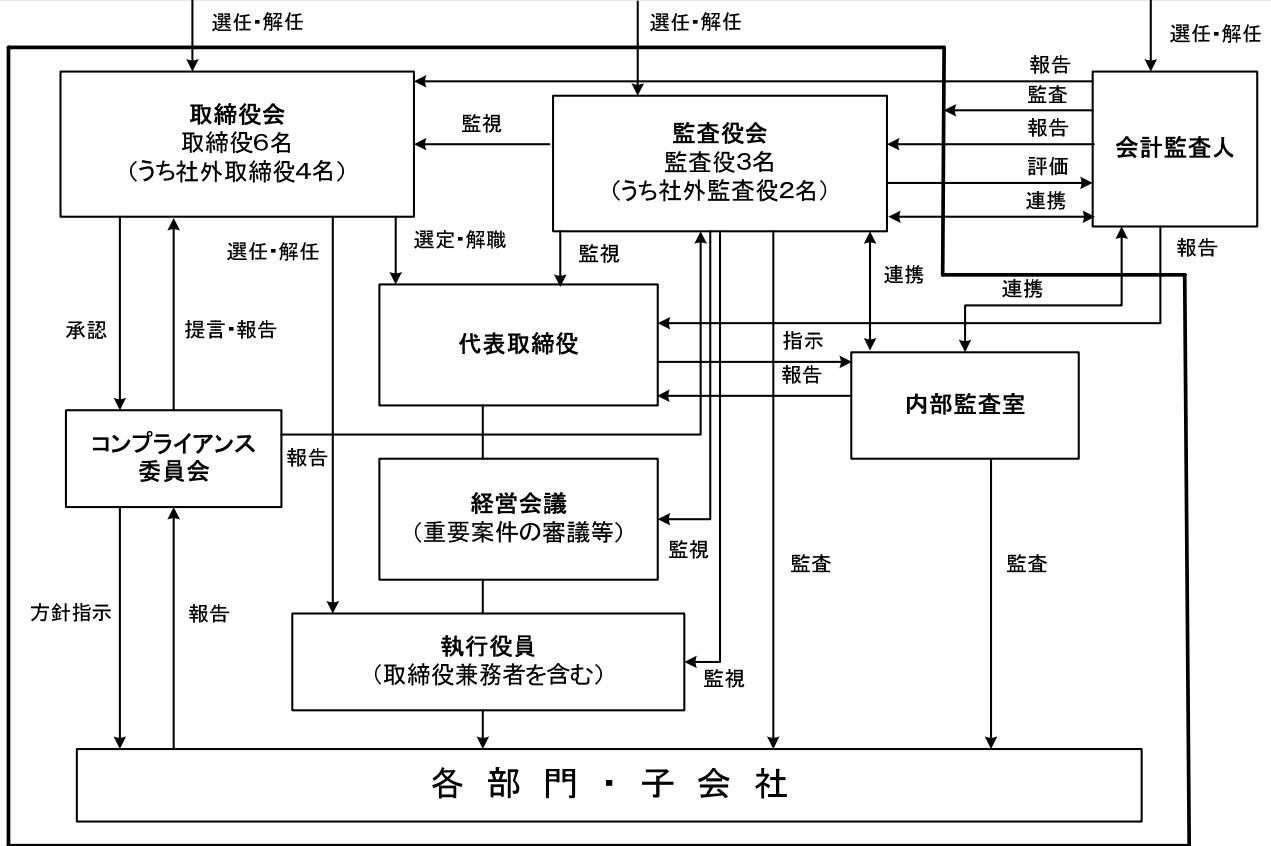 選任・解任
選任・解任
選任・解任
取締役会
取締役6名
(うち社外取締役4名)
監視
監査役会
監査役3名
(うち社外監査役2名)
報告
監査
報告
評価
連携
会計監査人
選任・解任
選定・解職
監視
連携
連携
報告
承認
提言・報告
代表取締役
指示
報告
内部監査室
コンプライアンス
委員会
報告
経営会議
(重要案件の審議等)
監視
監査
監査
方針指示
報告
執行役員
(取締役兼務者を含む)
監視
各部門・子会社